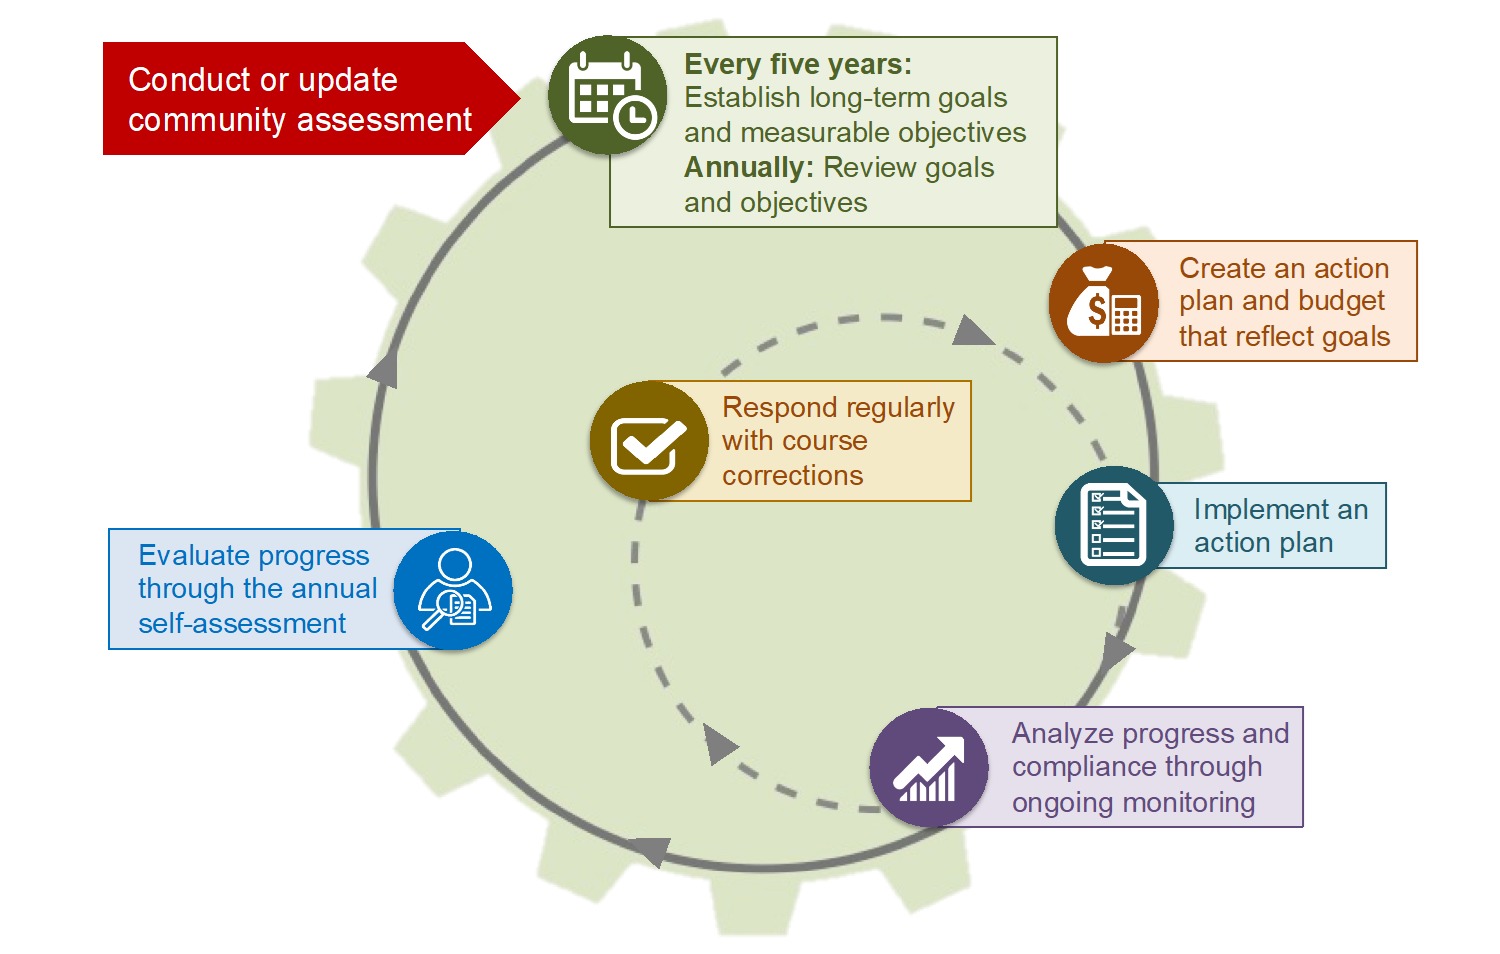 Conduct or update
community assessment
Every five years:
Establish long-term goals
and measurable objectives
Annually: Review goals
and objectives
Create an action
plan and budget
that reflect goals
$
Respond regularly
with course
corrections
Implement an
action plan
Evaluate progress
through the annual
self-assessment
Analyze progress and
compliance through
ongoing monitoring